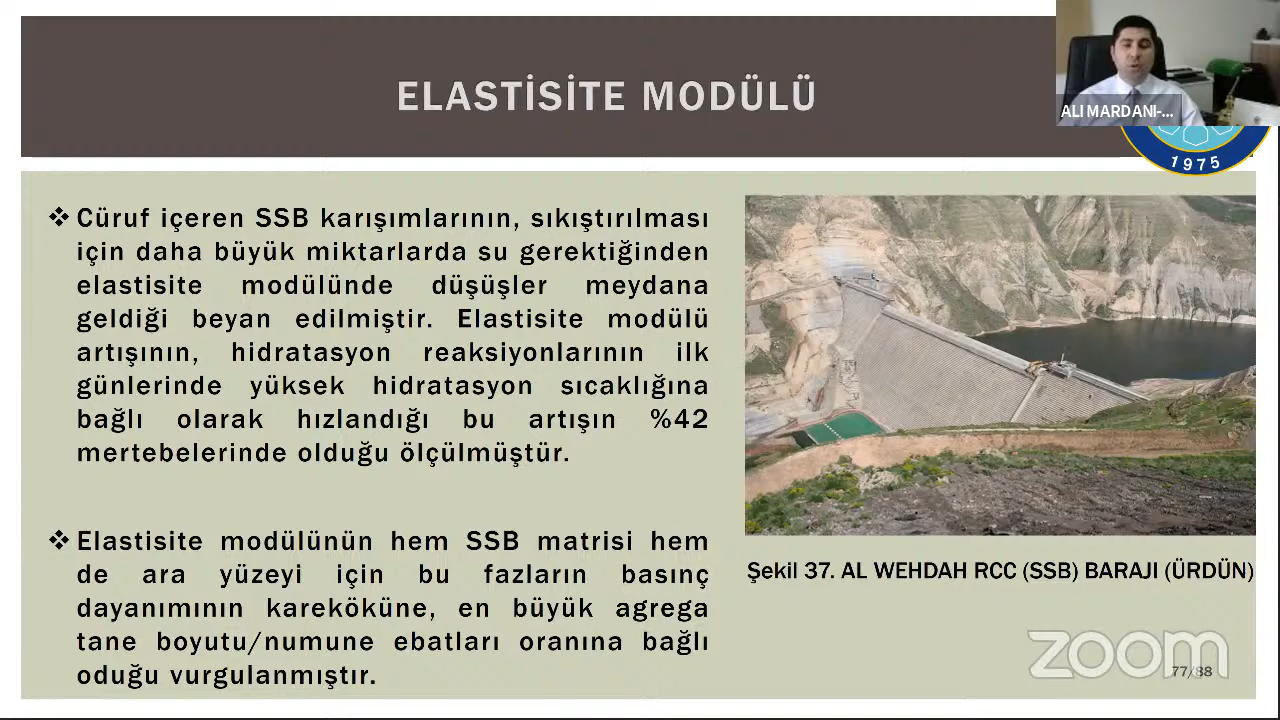 ELASTİSİTE MODÜLÜ
ALI MARDANI-...
1975
❖ Cüruf içeren SSB karışımlarının, sıkıştırılması
için daha büyük miktarlarda su gerektiğinden
elastisite modülünde düşüşler meydana
geldiği beyan edilmiştir. Elastisite modülü
artışının, hidratasyon reaksiyonlarının ilk
günlerinde yüksek hidratasyon sıcaklığına
bağlı olarak hızlandığı bu artışın %42
mertebelerinde olduğu ölçülmüştür.
❖ Elastisite modülünün hem SSB matrisi hem
de ara yüzeyi için bu fazların basınç
dayanımının kareköküne, en büyük agrega
tane boyutu/numune ebatları oranına bağlı
oduğu vurgulanmıştır.
Şekil 37. AL WEHDAH RCC (SSB) BARAJI (ÜRDÜN)
zoom
77/88